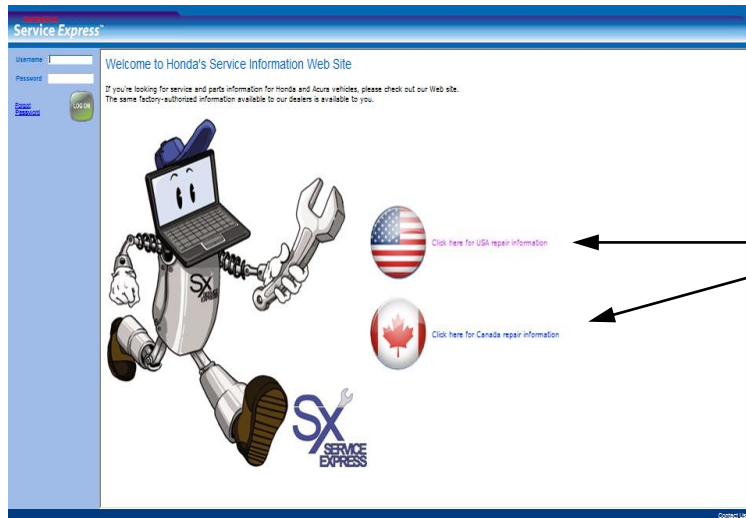 HONDA
Service Express™
Username
Password
Forgot
Password
LOG ON
Welcome to Honda's Service Information Web Site
If you're looking for service and parts information for Honda and Acura vehicles, please check out our Web site.
The same factory-authorized information available to our dealers is available to you.
SX
SERVICE
EXPRESS
Click here for USA repair information
Click here for Canada repair information
SX
SERVICE
EXPRESS
Contact Us